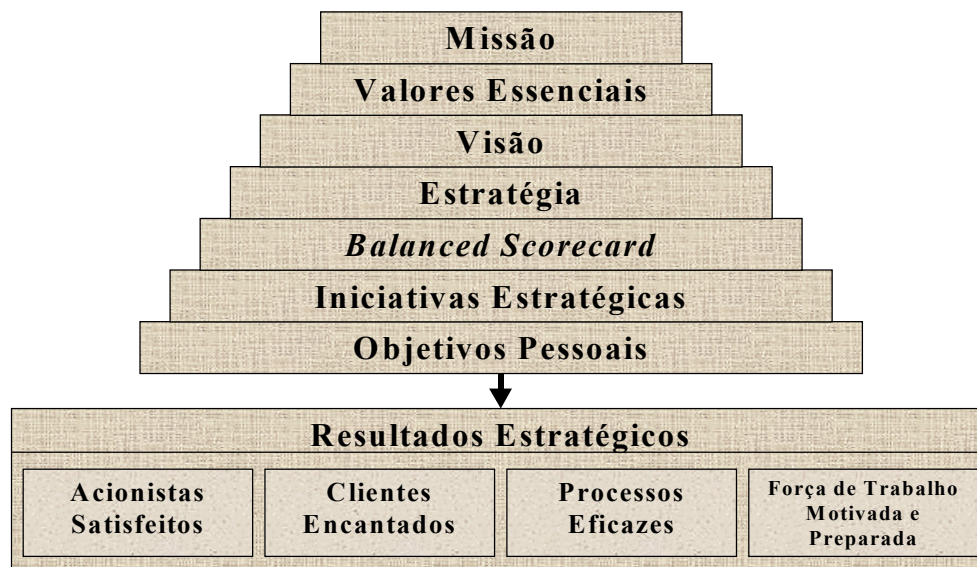 Missão
Valores Essenciais
Visão
Estratégia
Balanced Scorecard
Iniciativas Estratégicas
Objetivos Pessoais
Resultados Estratégicos
Acionistas
Satisfeitos
Clientes
Encantados
Processos
Eficazes
Força de Trabalho
Motivada e
Preparada